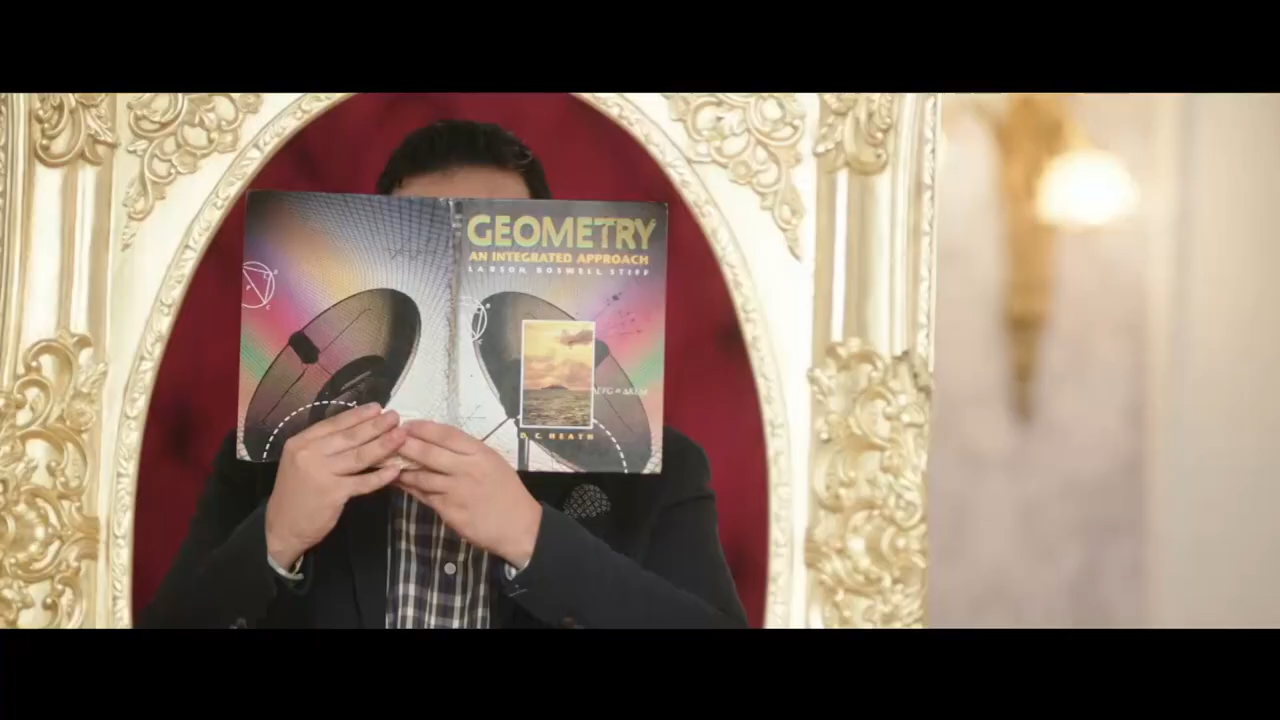 GEOMETRY
AN INTEGRATED APPROACH
LARSON, BOSWELL, STIFF
D. C. HEATH